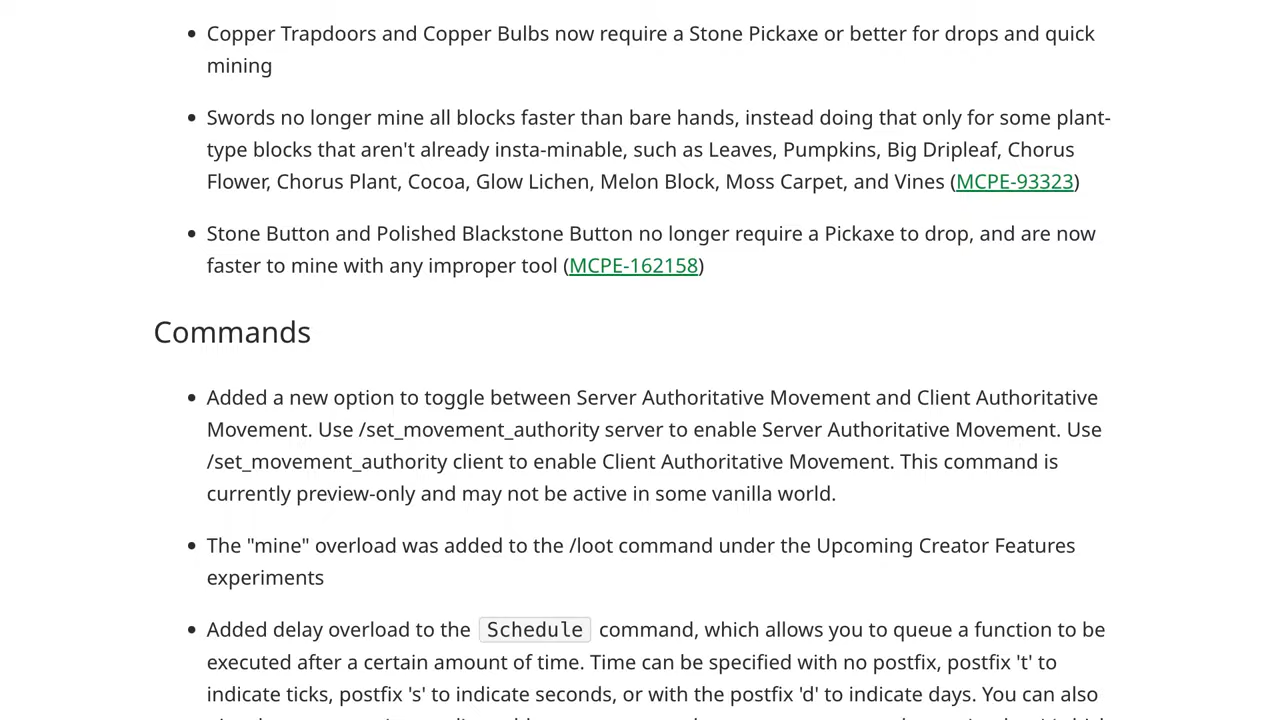 Copper Trapdoors and Copper Bulbs now require a Stone Pickaxe or better for drops and quick
mining
Swords no longer mine all blocks faster than bare hands, instead doing that only for some plant-
type blocks that aren't already insta-minable, such as Leaves, Pumpkins, Big Dripleaf, Chorus
Flower, Chorus Plant, Cocoa, Glow Lichen, Melon Block, Moss Carpet, and Vines (MCPE-93323)
Stone Button and Polished Blackstone Button no longer require a Pickaxe to drop, and are now
faster to mine with any improper tool (MCPE-162158)
Commands
Added a new option to toggle between Server Authoritative Movement and Client Authoritative
Movement. Use /set_movement_authority server to enable Server Authoritative Movement. Use
/set_movement_authority client to enable Client Authoritative Movement. This command is
currently preview-only and may not be active in some vanilla world.
The "mine" overload was added to the /loot command under the Upcoming Creator Features
experiments
Added delay overload to the Schedule command, which allows you to queue a function to be
executed after a certain amount of time. Time can be specified with no postfix, postfix 't' to
indicate ticks, postfix 's' to indicate seconds, or with the postfix 'd' to indicate days. You can also